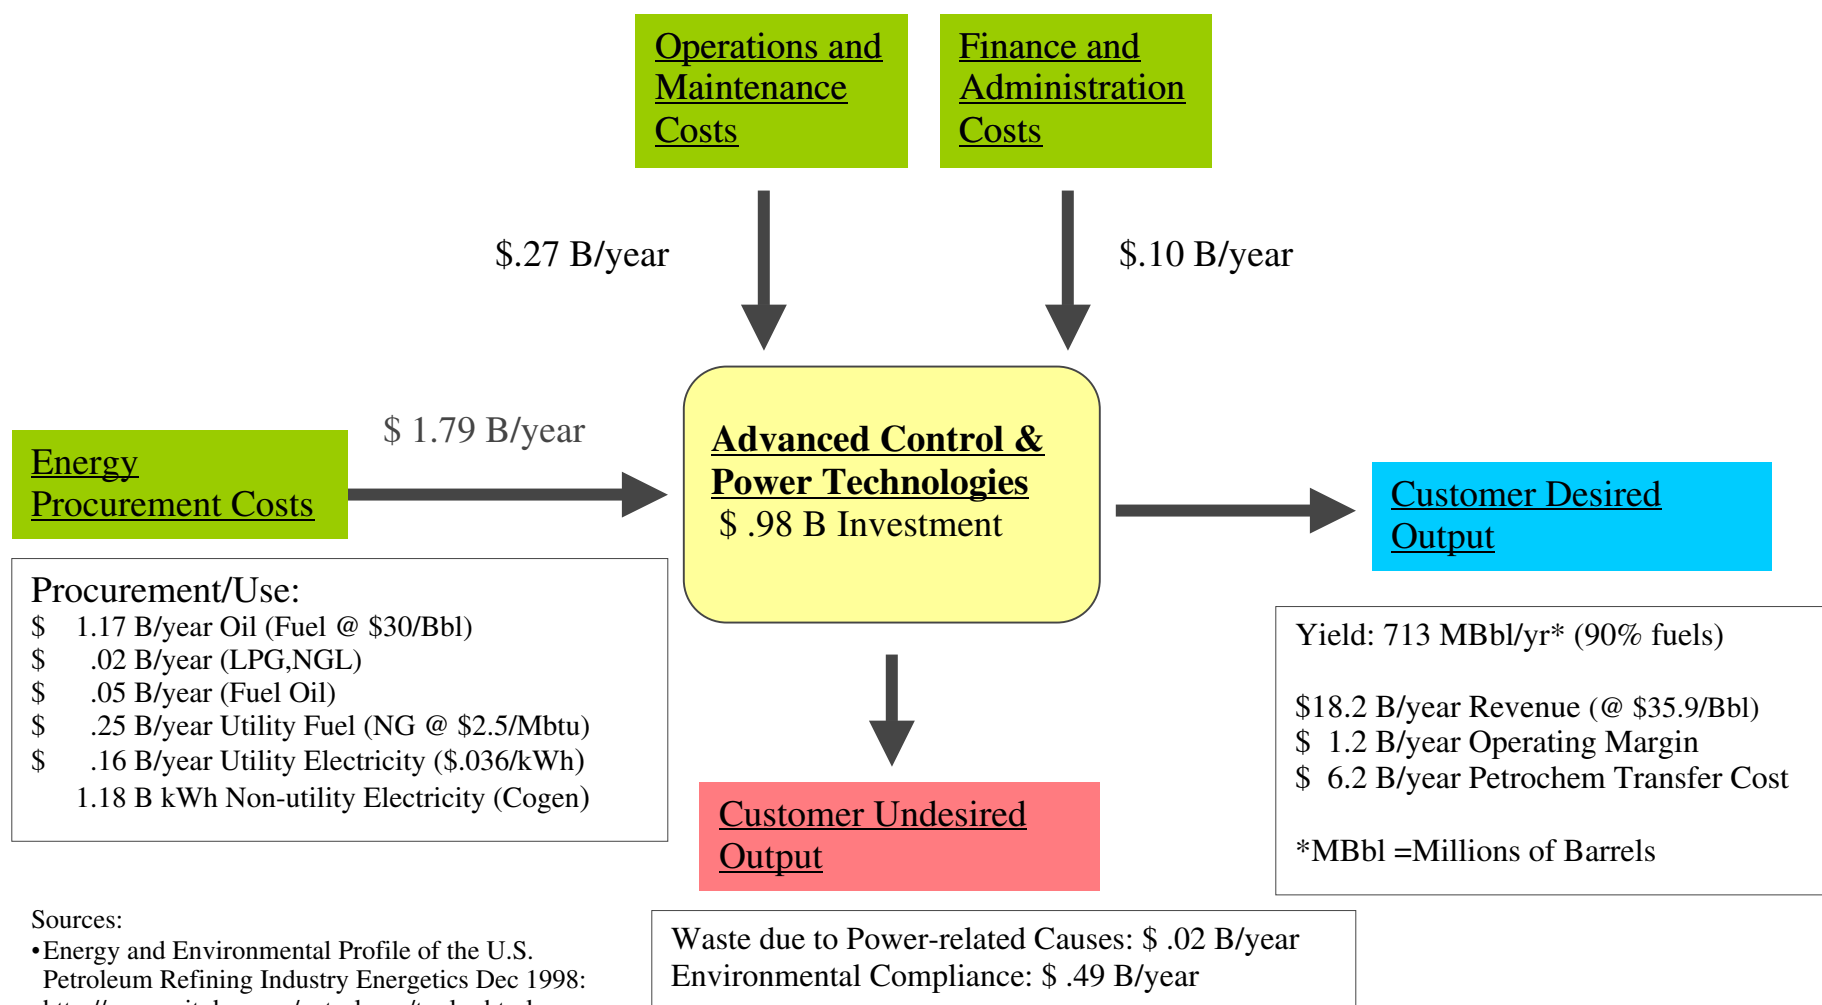 Operations and
Maintenance
Costs
Finance and
Administration
Costs
$.27 B/year
$.10 B/year
$ 1.79 B/year
Energy
Procurement Costs
Advanced Control &
Power Technologies
$ .98 B Investment
Customer Desired
Output
Procurement/Use:
$ 1.17 B/year Oil (Fuel @ $30/Bbl)
$ .02 B/year (LPG,NGL)
$ .05 B/year (Fuel Oil)
$ .25 B/year Utility Fuel (NG @ $2.5/Mbtu)
$ .16 B/year Utility Electricity ($.036/kWh)
1.18 B kWh Non-utility Electricity (Cogen)
Yield: 713 MBbl/yr* (90% fuels)
$18.2 B/year Revenue (@ $35.9/Bbl)
$ 1.2 B/year Operating Margin
$ 6.2 B/year Petrochem Transfer Cost
*MBbl =Millions of Barrels
Customer Undesired
Output
Waste due to Power-related Causes: $ .02 B/year
Environmental Compliance: $ .49 B/year
Sources:
•Energy and Environmental Profile of the U.S.
Petroleum Refining Industry Energetics Dec 1998: